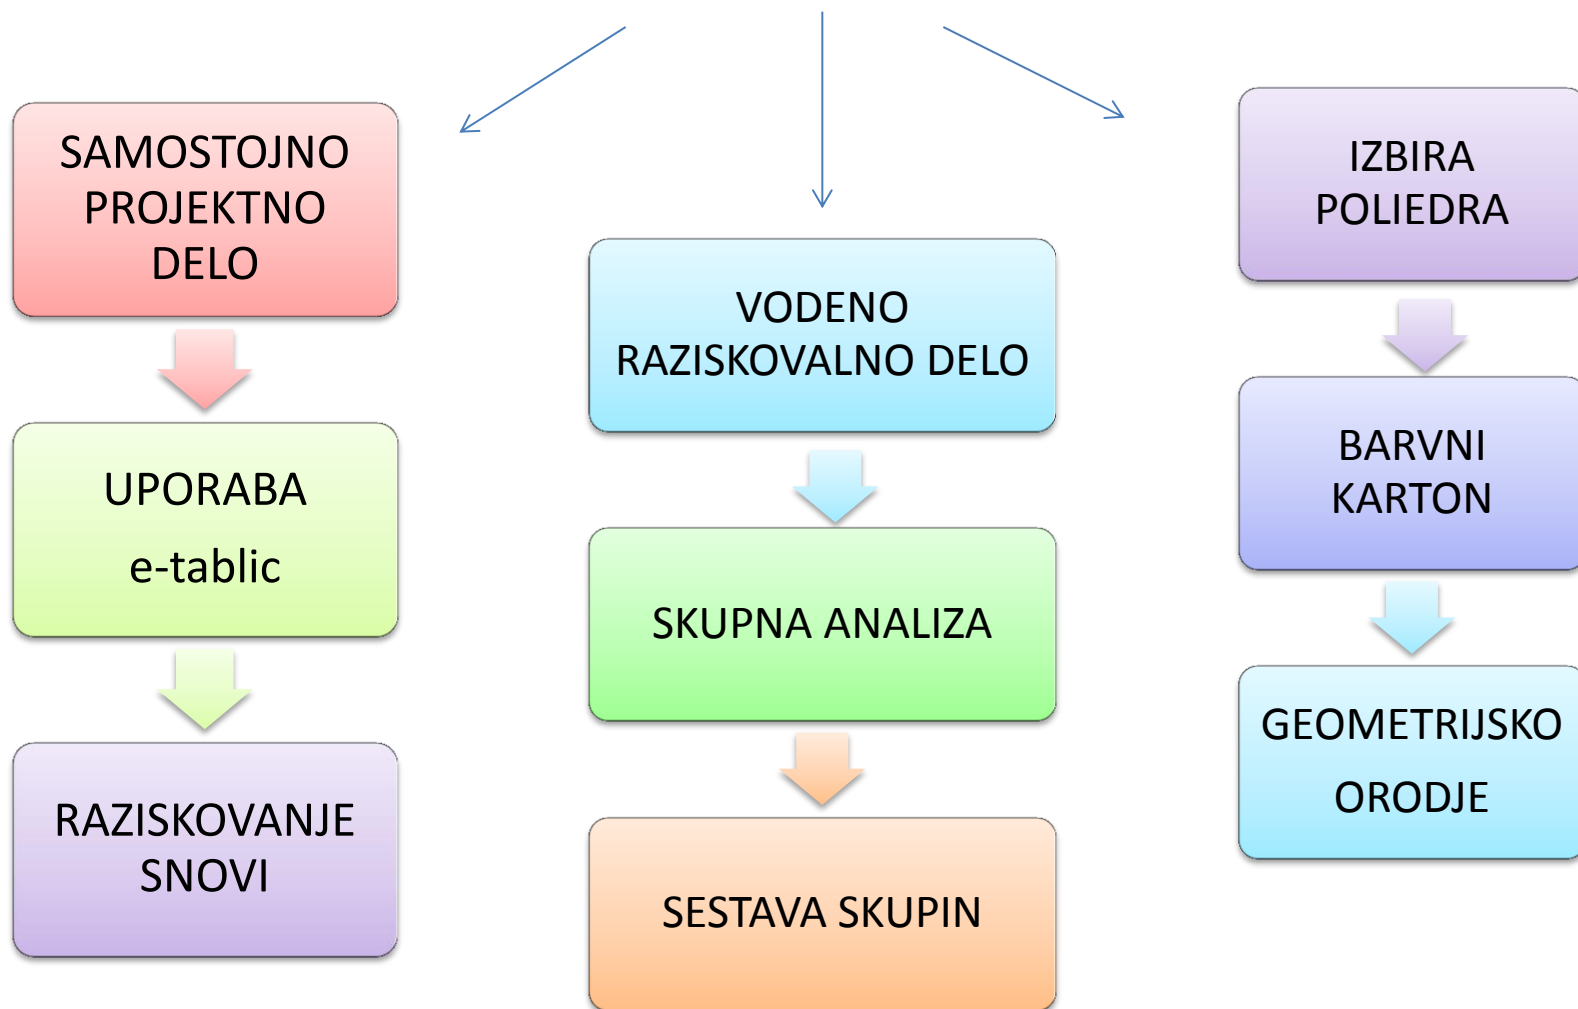 SAMOSTOJNO
PROJEKTNO
DELO
UPORABA
e-tablic
RAZISKOVANJE
SNOVI
VODENO
RAZISKOVALNO DELO
SKUPNA ANALIZA
SESTAVA SKUPIN
IZBIRA
POLIEDRA
BARVNI
KARTON
GEOMETRIJSKO
ORODJE